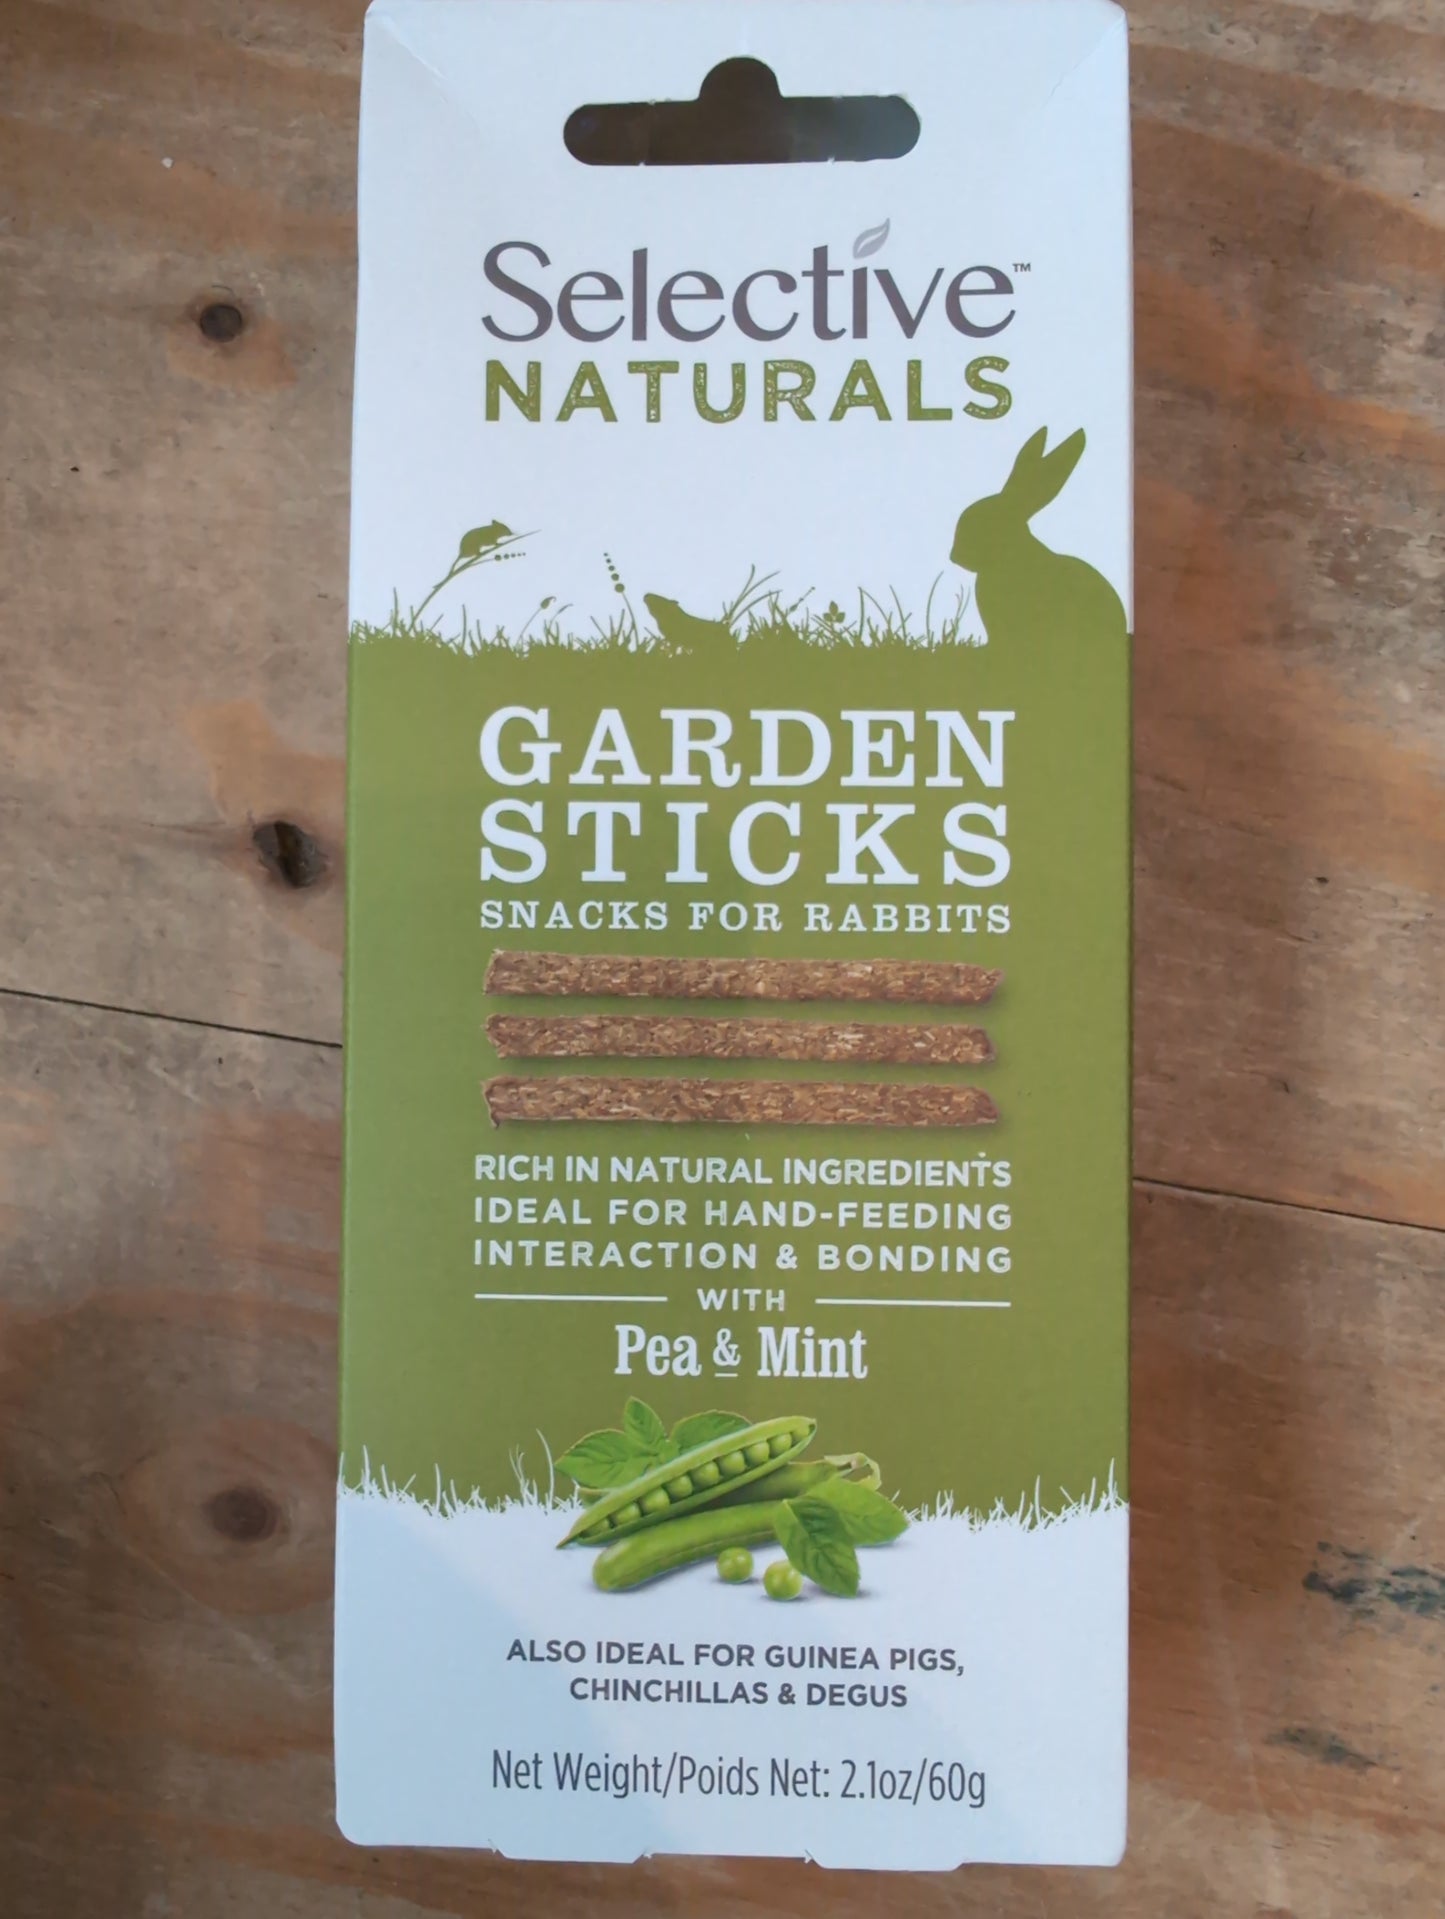 Selective™
NATURALS
GARDEN
STICKS
SNACKS FOR RABBITS
RICH IN NATURAL INGREDIENTS
IDEAL FOR HAND-FEEDING
INTERACTION & BONDING
WITH
Pea & Mint
ALSO IDEAL FOR GUINEA PIGS,
CHINCHILLAS & DEGUS
Net Weight/Poids Net: 2.1oz/60g